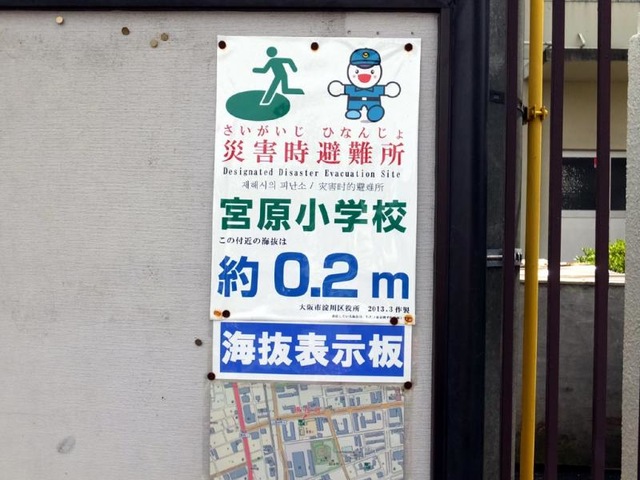 さいがいじ ひなんじょ
災害時避難所
Designated Disaster Evacuation Site
재해시의 피난소 / 灾害时的避难所
宮原小学校
この付近の海抜は
約0.2m
大阪市淀川区役所 2013.3作製
海抜表示板